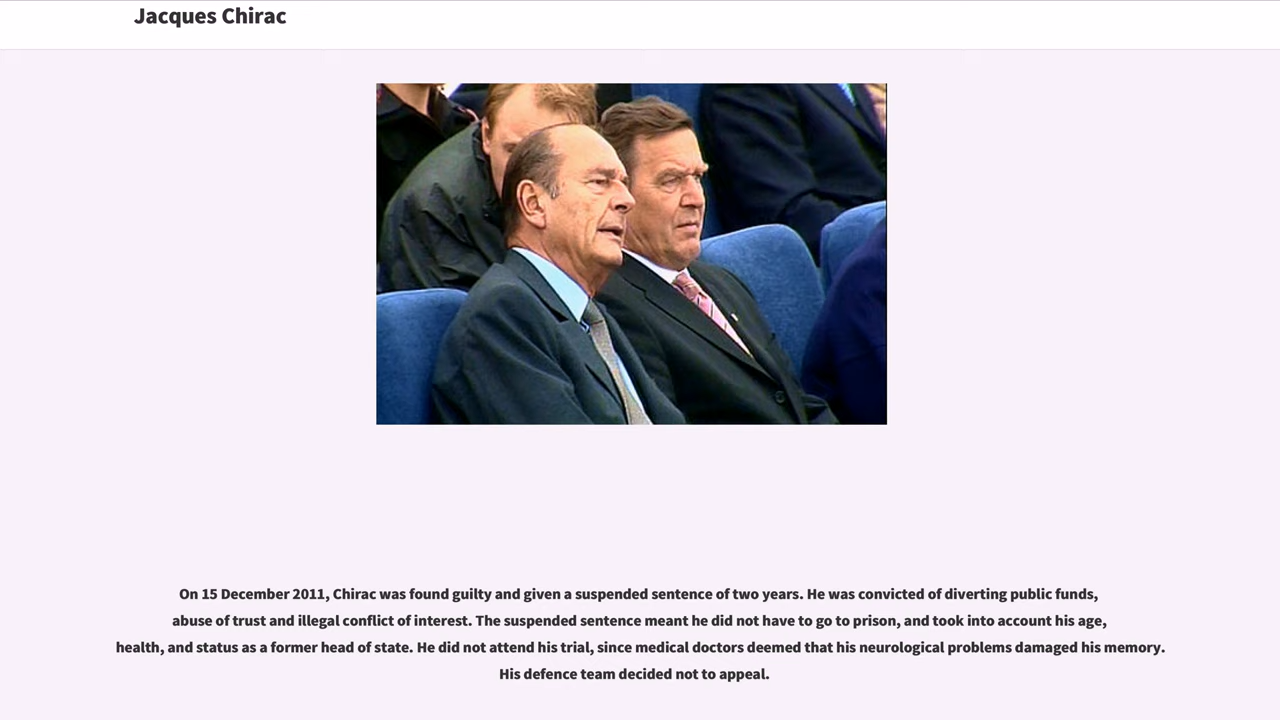 Jacques Chirac
On 15 December 2011, Chirac was found guilty and given a suspended sentence of two years. He was convicted of diverting public funds,
abuse of trust and illegal conflict of interest. The suspended sentence meant he did not have to go to prison, and took into account his age,
health, and status as a former head of state. He did not attend his trial, since medical doctors deemed that his neurological problems damaged his memory.
His defence team decided not to appeal.